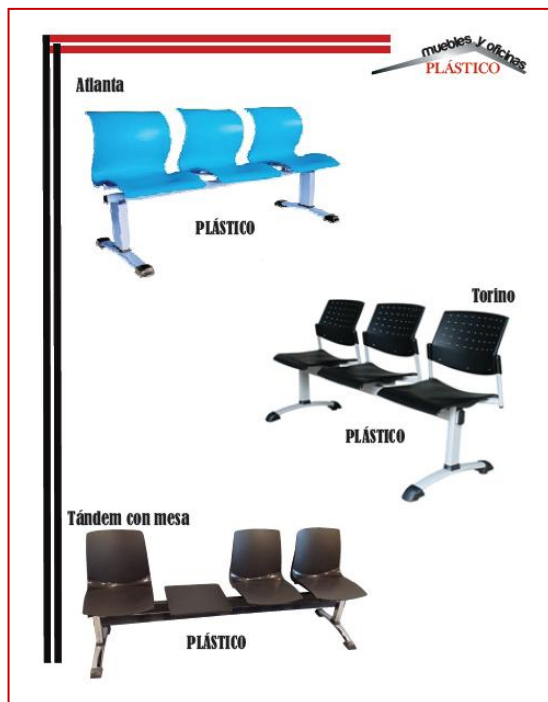 muebles y oficinas
PLÁSTICO
Atlanta
PLÁSTICO
Torino
PLÁSTICO
Tándem con mesa
PLÁSTICO